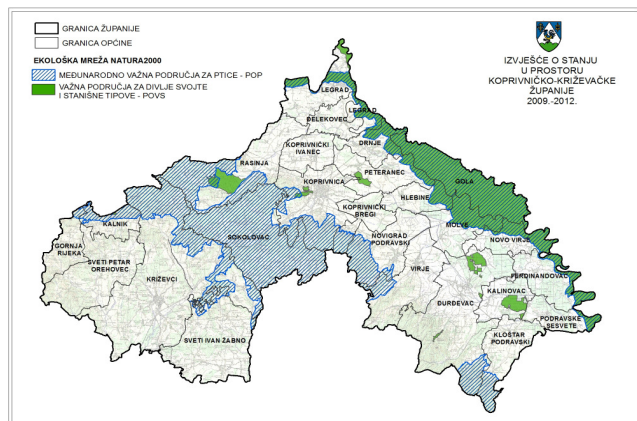 GRANICA ŽUPANIJE
GRANICA OPĆINE
EKOLOŠKA MREŽA NATURA2000
MEĐUNARODNO VAŽNA PODRUČJA ZA PTICE - POP
VAŽNA PODRUČJA ZA DIVLJE SVOJTE
I STANIŠNE TIPOVE - POVS
IZVJEŠĆE O STANJU
U PROSTORU
KOPRIVNIČKO-KRIŽEVAČKE
ŽUPANIJE
2009.-2012.
LEGRAD
LEGRAD
ĐELEKOVEC
DRNJE
KOPRIVNIČKI
IVANEC
RASINJA
PETERANEC
GOLA
KOPRIVNICA
HLEBINE
KOPRIVNIČKI
BREGI
KALNIK
MOLVE
SOKOLOVAC
NOVIGRAD
PODRAVSKI
NOVO VIRJE
GORNJA
RIJEKA
SVETI PETAR
OREHOVEC
VIRJE
KRIŽEVCI
FERDINANDOVAC
KALINOVAC
ĐURĐEVAC
PODRAVSKE
SESVETE
KLOŠTAR
PODRAVSKI
SVETI IVAN ŽABNO